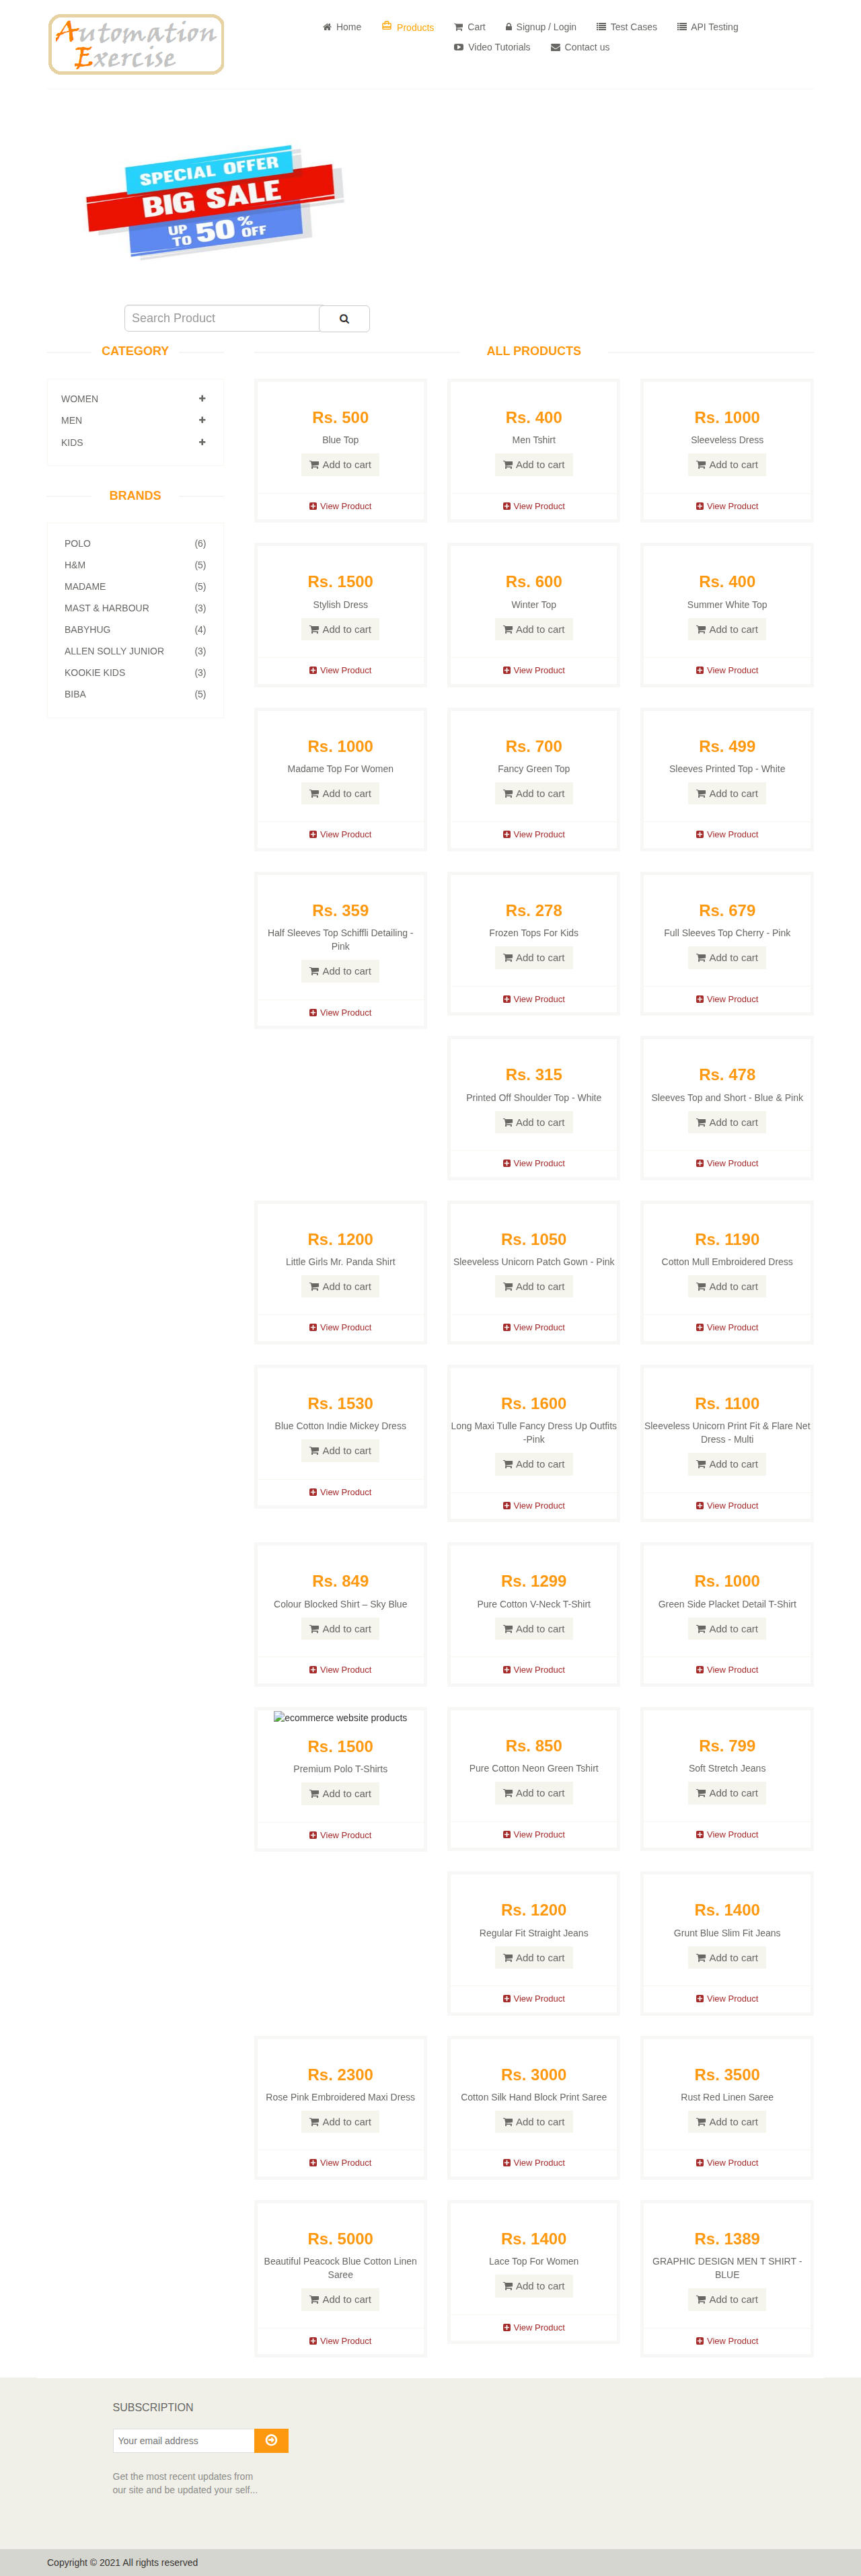 Automation
Exercise
Home
Products
Cart
Signup / Login
Test Cases
API Testing
Video Tutorials
Contact us
SPECIAL OFFER
BIG SALE
UP TO 50% OFF
Search Product
CATEGORY
WOMEN
MEN
KIDS
BRANDS
POLO (6)
H&M (5)
MADAME (5)
MAST & HARBOUR (3)
BABYHUG (4)
ALLEN SOLLY JUNIOR (3)
KOOKIE KIDS (3)
BIBA (5)
ALL PRODUCTS
Rs. 500
Blue Top
Add to cart
View Product
Rs. 400
Men Tshirt
Add to cart
View Product
Rs. 1000
Sleeveless Dress
Add to cart
View Product
Rs. 1500
Stylish Dress
Add to cart
View Product
Rs. 600
Winter Top
Add to cart
View Product
Rs. 400
Summer White Top
Add to cart
View Product
Rs. 1000
Madame Top For Women
Add to cart
View Product
Rs. 700
Fancy Green Top
Add to cart
View Product
Rs. 499
Sleeves Printed Top - White
Add to cart
View Product
Rs. 359
Half Sleeves Top Schiffli Detailing -
Pink
Add to cart
View Product
Rs. 278
Frozen Tops For Kids
Add to cart
View Product
Rs. 679
Full Sleeves Top Cherry - Pink
Add to cart
View Product
Rs. 315
Printed Off Shoulder Top - White
Add to cart
View Product
Rs. 478
Sleeves Top and Short - Blue & Pink
Add to cart
View Product
Rs. 1200
Little Girls Mr. Panda Shirt
Add to cart
View Product
Rs. 1050
Sleeveless Unicorn Patch Gown - Pink
Add to cart
View Product
Rs. 1190
Cotton Mull Embroidered Dress
Add to cart
View Product
Rs. 1530
Blue Cotton Indie Mickey Dress
Add to cart
View Product
Rs. 1600
Long Maxi Tulle Fancy Dress Up Outfits
-Pink
Add to cart
View Product
Rs. 1100
Sleeveless Unicorn Print Fit & Flare Net
Dress - Multi
Add to cart
View Product
Rs. 849
Colour Blocked Shirt – Sky Blue
Add to cart
View Product
Rs. 1299
Pure Cotton V-Neck T-Shirt
Add to cart
View Product
Rs. 1000
Green Side Placket Detail T-Shirt
Add to cart
View Product
ecommerce website products
Rs. 1500
Premium Polo T-Shirts
Add to cart
View Product
Rs. 850
Pure Cotton Neon Green Tshirt
Add to cart
View Product
Rs. 799
Soft Stretch Jeans
Add to cart
View Product
Rs. 1200
Regular Fit Straight Jeans
Add to cart
View Product
Rs. 1400
Grunt Blue Slim Fit Jeans
Add to cart
View Product
Rs. 2300
Rose Pink Embroidered Maxi Dress
Add to cart
View Product
Rs. 3000
Cotton Silk Hand Block Print Saree
Add to cart
View Product
Rs. 3500
Rust Red Linen Saree
Add to cart
View Product
Rs. 5000
Beautiful Peacock Blue Cotton Linen
Saree
Add to cart
View Product
Rs. 1400
Lace Top For Women
Add to cart
View Product
Rs. 1389
GRAPHIC DESIGN MEN T SHIRT -
BLUE
Add to cart
View Product
SUBSCRIPTION
Your email address
Get the most recent updates from
our site and be updated your self...
Copyright © 2021 All rights reserved